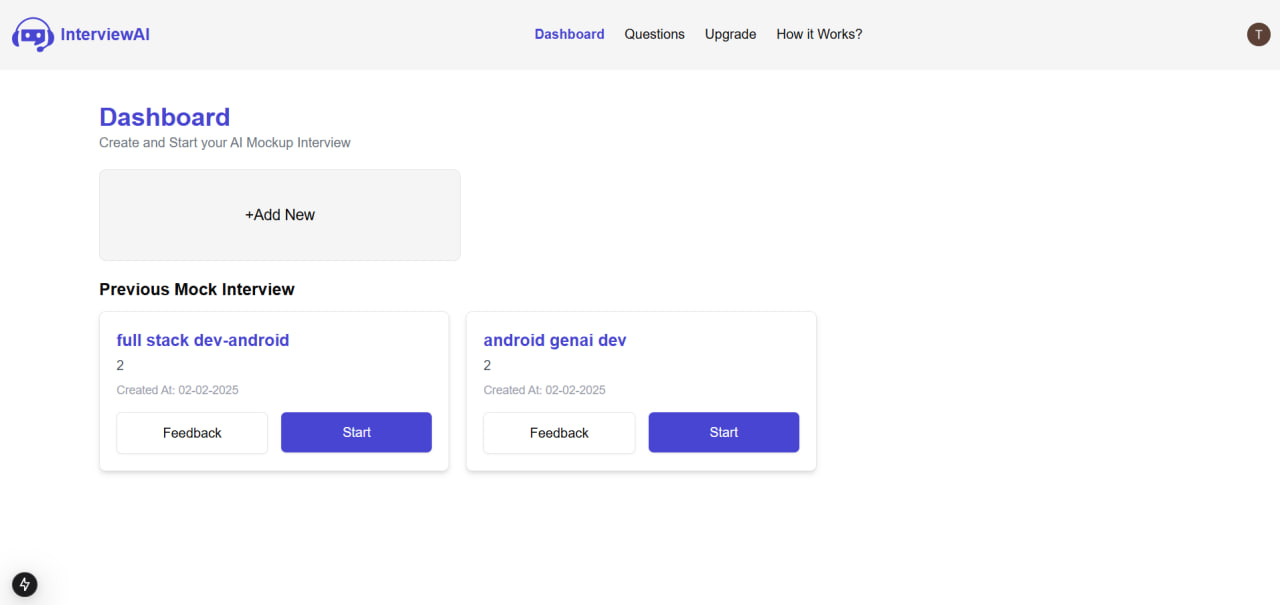 InterviewAI
Dashboard Questions Upgrade How it Works?
T
Dashboard
Create and Start your AI Mockup Interview
+Add New
Previous Mock Interview
full stack dev-android
2
Created At: 02-02-2025
Feedback Start
android genai dev
2
Created At: 02-02-2025
Feedback Start